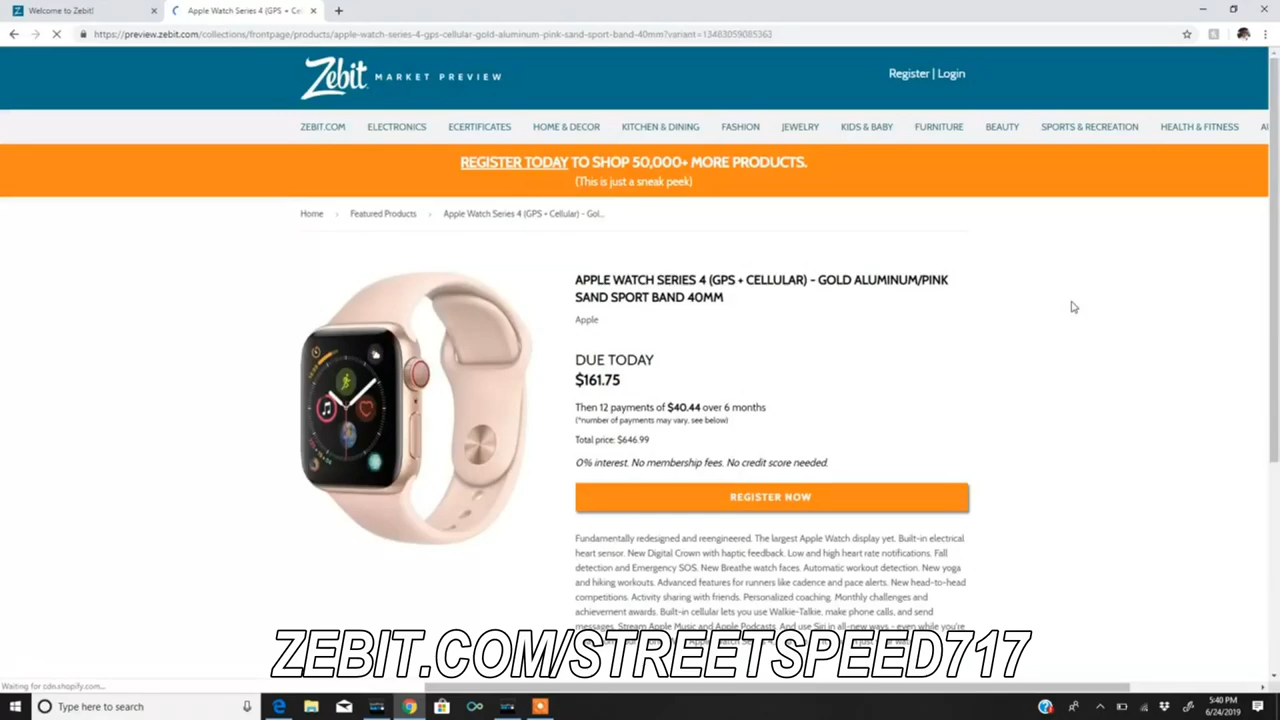 Welcome to Zebit!
Apple Watch Series 4 (GPS + Ce
https://preview.zebit.com/collections/frontpage/products/apple-watch-series-4-gps-cellular-gold-aluminum-pink-sand-sport-band-40mm?variant=13483059085363
Zebit MARKET PREVIEW
Register | Login
ZEBIT.COM ELECTRONICS ECERTIFICATES HOME & DECOR KITCHEN & DINING FASHION JEWELRY KIDS & BABY FURNITURE BEAUTY SPORTS & RECREATION HEALTH & FITNESS
REGISTER TODAY TO SHOP 50,000+ MORE PRODUCTS.
(This is just a sneak peek)
Home › Featured Products › Apple Watch Series 4 (GPS + Cellular) - Gol...
APPLE WATCH SERIES 4 (GPS + CELLULAR) - GOLD ALUMINUM/PINK
SAND SPORT BAND 40MM
Apple
DUE TODAY
$161.75
Then 12 payments of $40.44 over 6 months
(*number of payments may vary, see below)
Total price: $646.99
0% interest. No membership fees. No credit score needed.
REGISTER NOW
Fundamentally redesigned and reengineered. The largest Apple Watch display yet. Built-in electrical
heart sensor. New Digital Crown with haptic feedback. Low and high heart rate notifications. Fall
detection and Emergency SOS. New Breathe watch faces. Automatic workout detection. New yoga
and hiking workouts. Advanced features for runners like cadence and pace alerts. New head-to-head
competitions. Activity sharing with friends. Personalized coaching. Monthly challenges and
achievement awards. Built-in cellular lets you use Walkie-Talkie, make phone calls, and send
messages. Stream Apple Music and Apple Podcasts. And use Siri in all-new ways - even while you're
ZEBIT.COM/STREETSPEED717
Waiting for cdn.shopify.com...
Type here to search
5:40 PM
6/24/2019